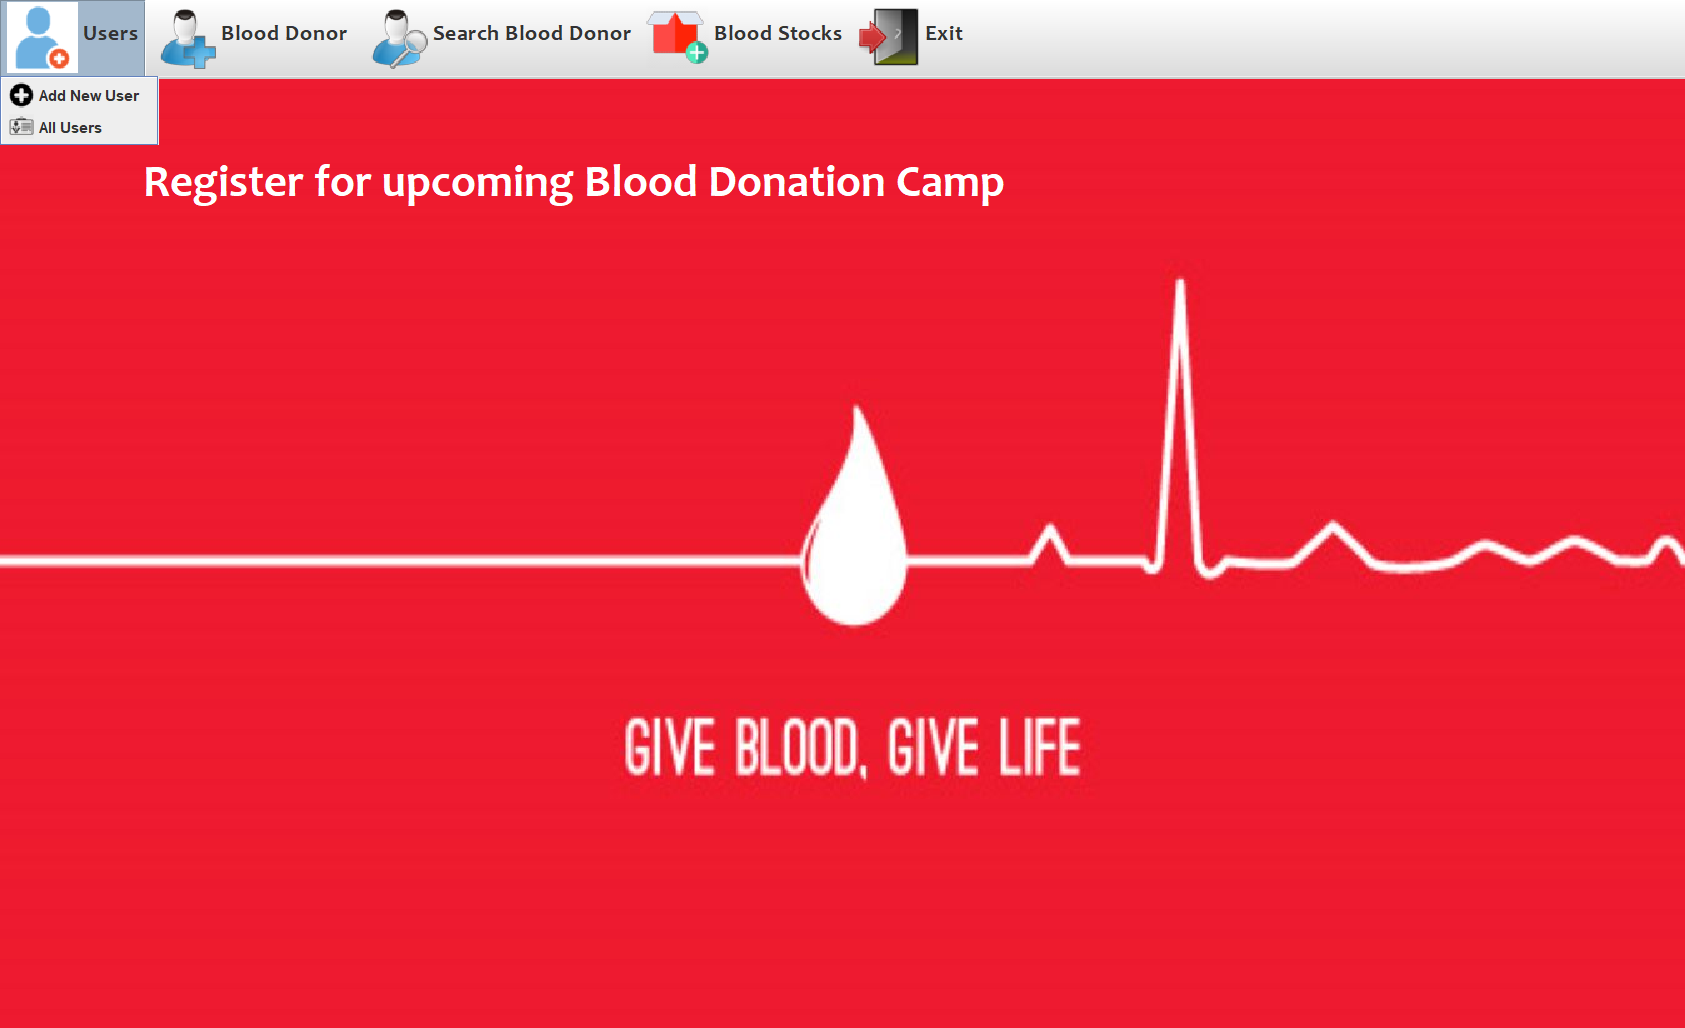 Users Blood Donor Search Blood Donor Blood Stocks Exit
Add New User
All Users
Register for upcoming Blood Donation Camp
GIVE BLOOD, GIVE LIFE